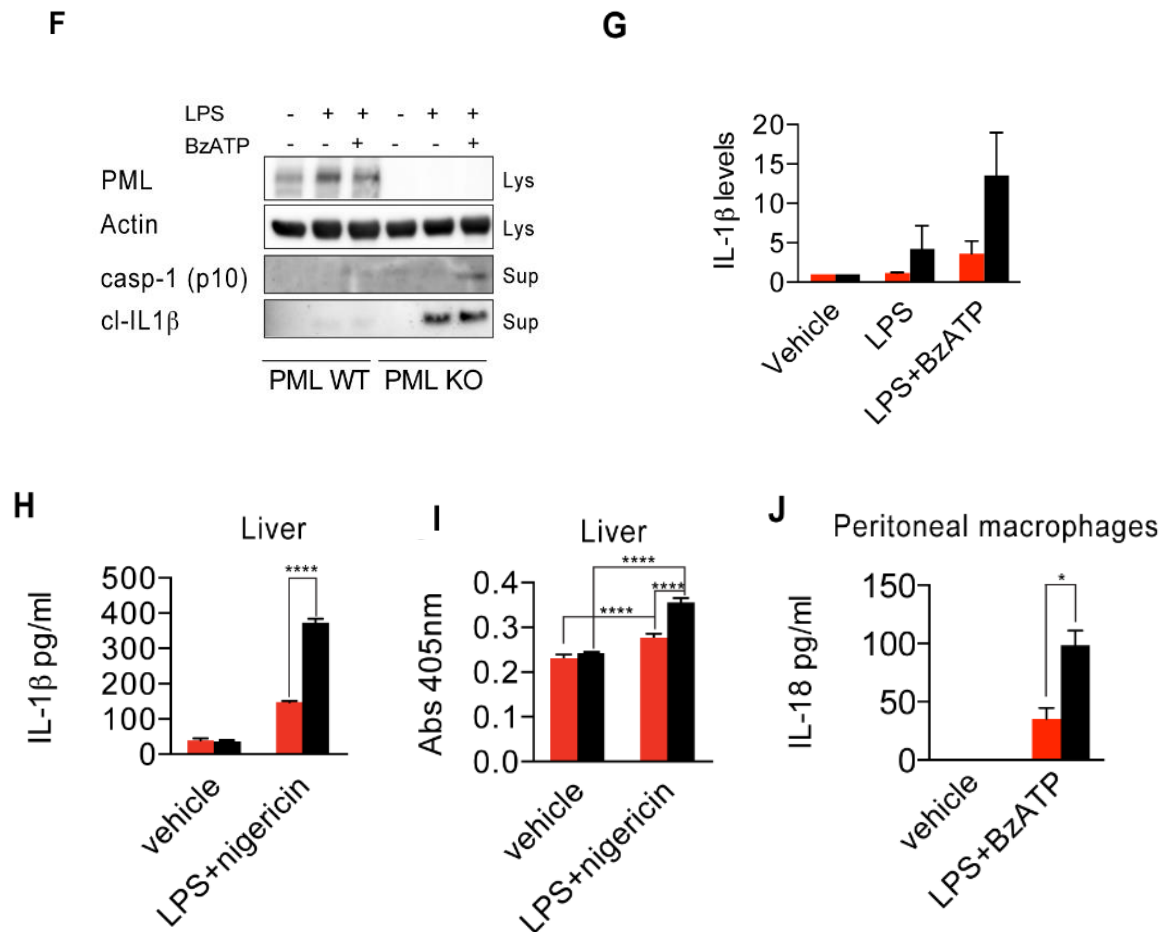 F
LPS - + + - + +
BzATP - - + - - +
PML Lys
Actin Lys
casp-1 (p10) Sup
cl-IL1β Sup
PML WT PML KO
G
IL-1β levels
20
15
10
5
0
Vehicle
LPS
LPS+BzATP
H
Liver
****
IL-1β pg/ml
500
400
300
200
100
0
vehicle
LPS+nigericin
I
Liver
****
****
****
Abs 405nm
0.4
0.3
0.2
0.1
0.0
vehicle
LPS+nigericin
J
Peritoneal macrophages
*
IL-18 pg/ml
150
100
50
0
vehicle
LPS+BzATP